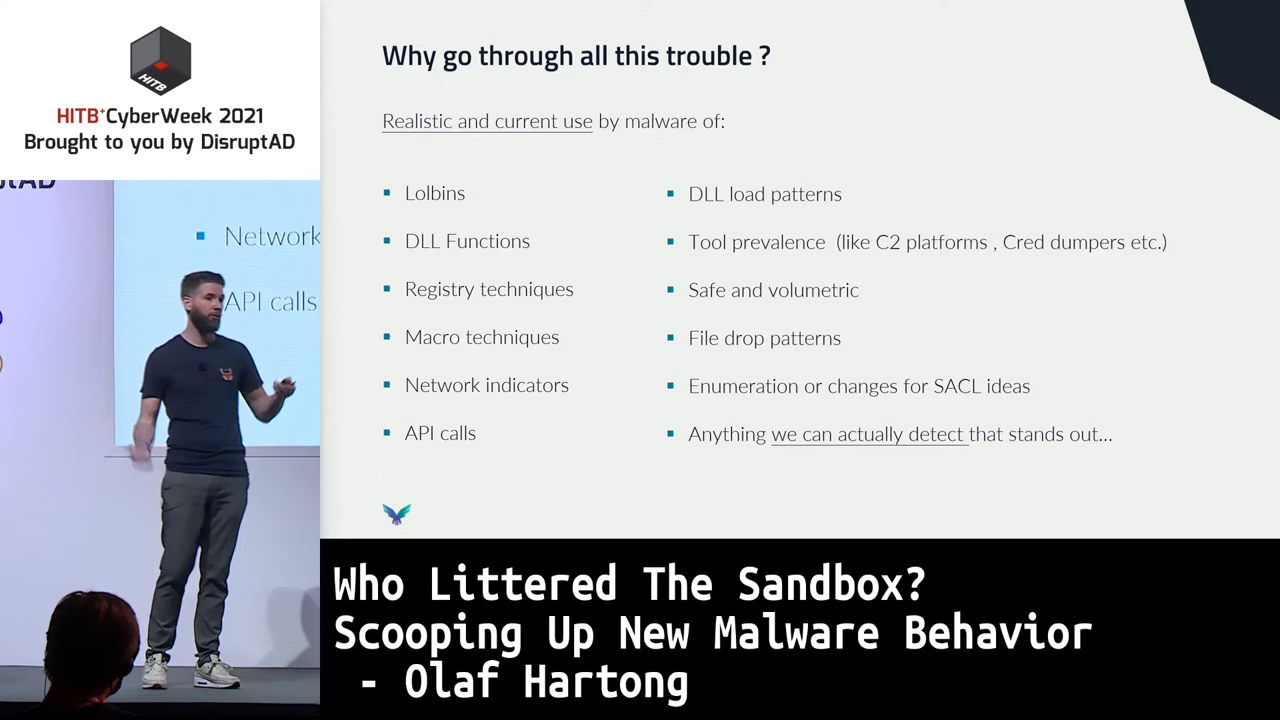 HITB
HITB+CyberWeek 2021
Brought to you by DisruptAD
Network
API calls
Why go through all this trouble ?
Realistic and current use by malware of:
▪ Lolbins
▪ DLL Functions
▪ Registry techniques
▪ Macro techniques
▪ Network indicators
▪ API calls
▪ DLL load patterns
▪ Tool prevalence (like C2 platforms , Cred dumpers etc.)
▪ Safe and volumetric
▪ File drop patterns
▪ Enumeration or changes for SACL ideas
▪ Anything we can actually detect that stands out...
Who Littered The Sandbox?
Scooping Up New Malware Behavior
- Olaf Hartong